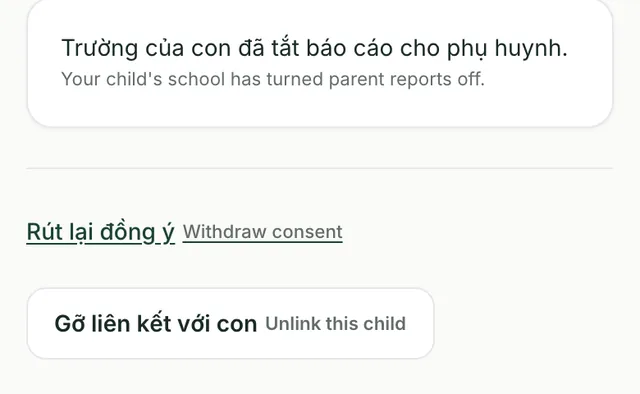 Trường của con đã tắt báo cáo cho phụ huynh.
Your child's school has turned parent reports off.
Rút lại đồng ý Withdraw consent
Gỡ liên kết với con Unlink this child